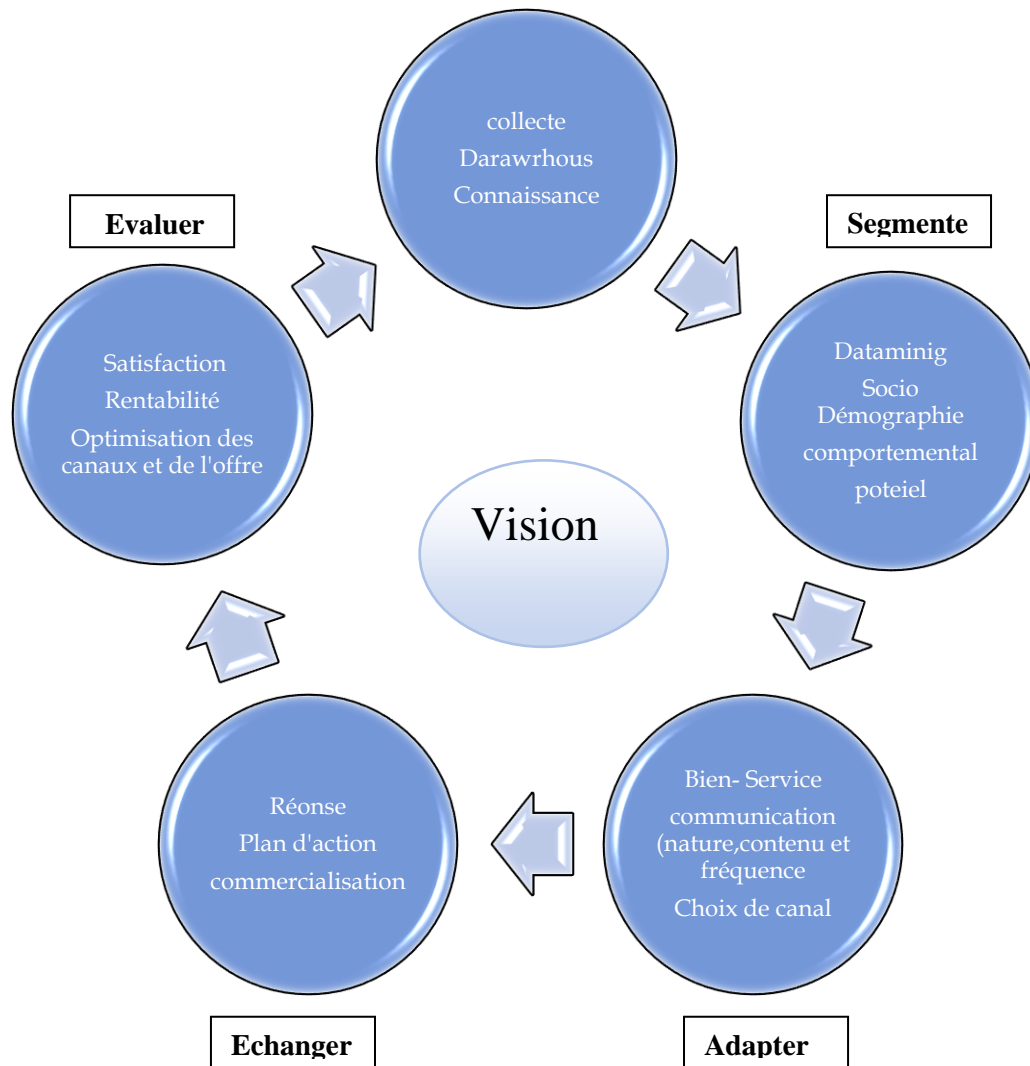 collecte
Darawrhous
Connaissance
Evaluer
Segmente
Satisfaction
Rentabilité
Optimisation des
canaux et de l'offre
Dataminig
Socio
Démographie
comportemental
poteiel
Vision
Réonse
Plan d'action
commercialisation
Bien- Service
communication
(nature,contenu et
fréquence
Choix de canal
Echanger
Adapter